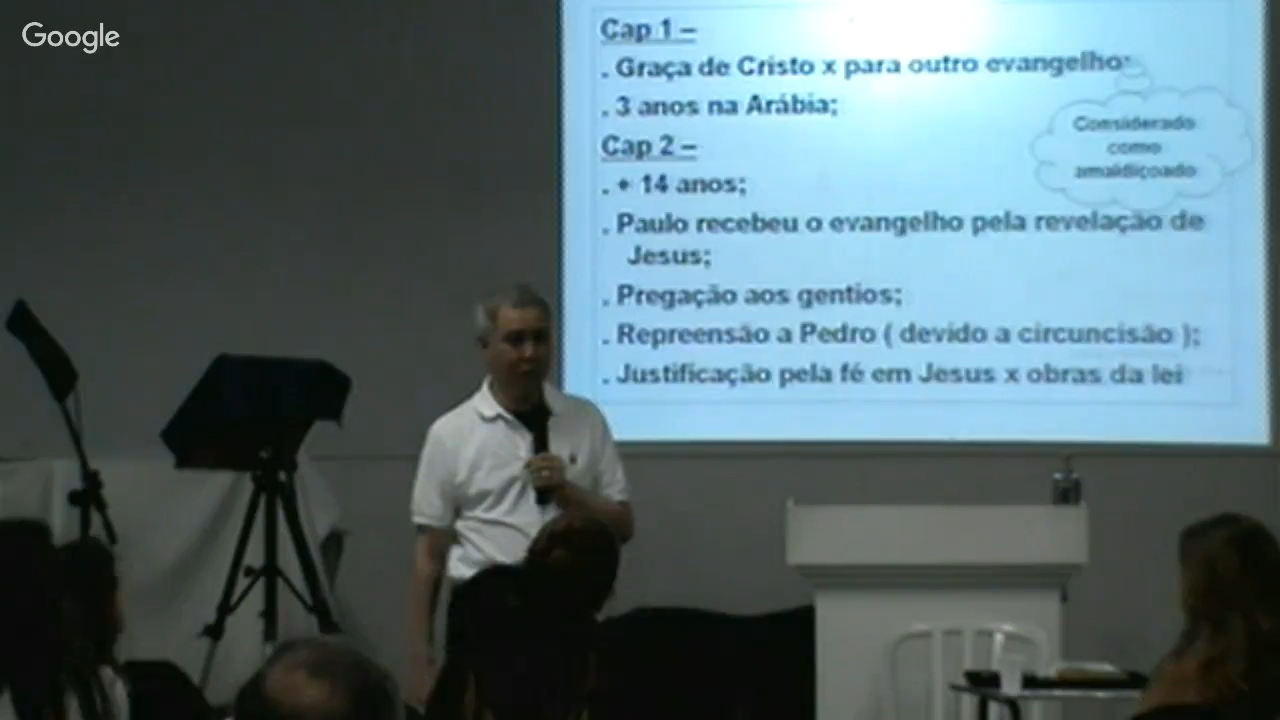 Google
Cap 1 –
. Graça de Cristo x para outro evangelho;
. 3 anos na Arábia;
Considerado
como
amaldiçoado
Cap 2 –
. + 14 anos;
. Paulo recebeu o evangelho pela revelação de
Jesus;
. Pregação aos gentios;
. Repreensão a Pedro ( devido a circuncisão );
. Justificação pela fé em Jesus x obras da lei